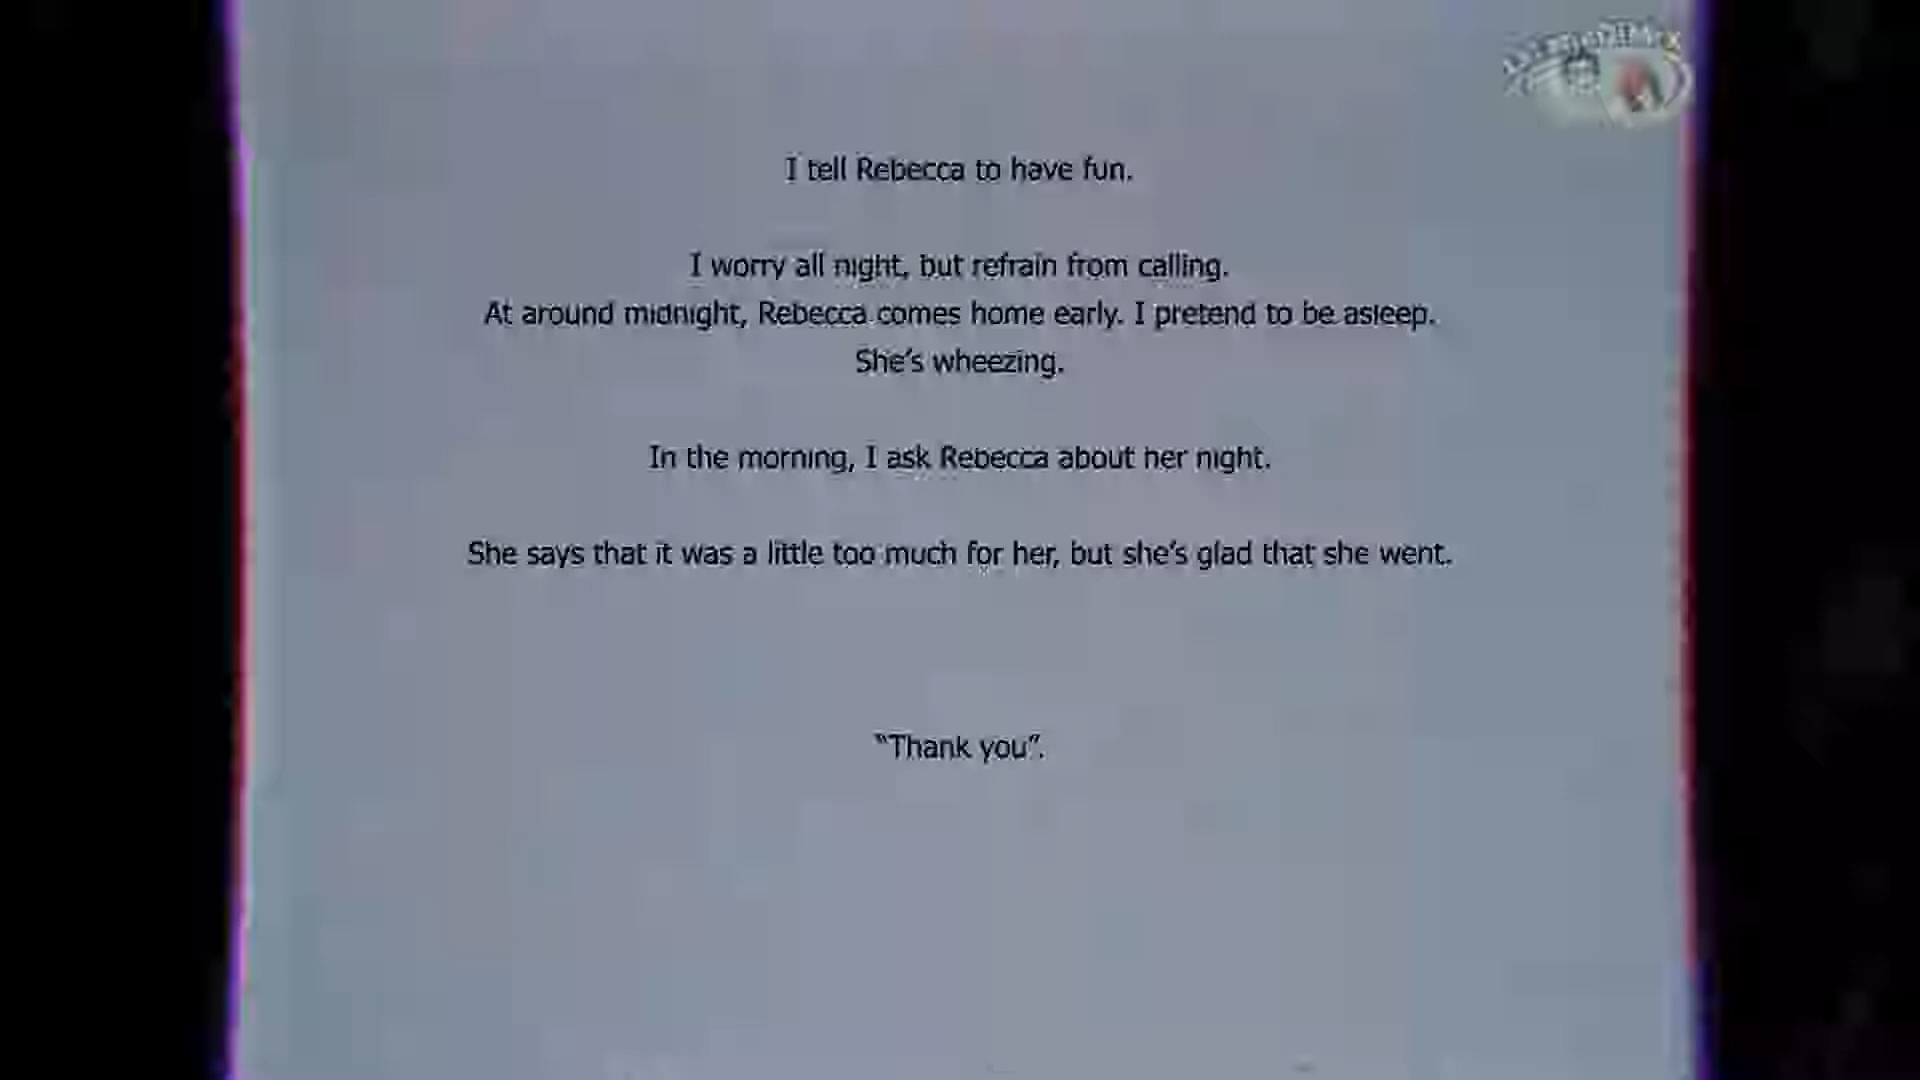 I tell Rebecca to have fun.
I worry all night, but refrain from calling.
At around midnight, Rebecca comes home early. I pretend to be asleep.
She's wheezing.
In the morning, I ask Rebecca about her night.
She says that it was a little too much for her, but she's glad that she went.
“Thank you”.